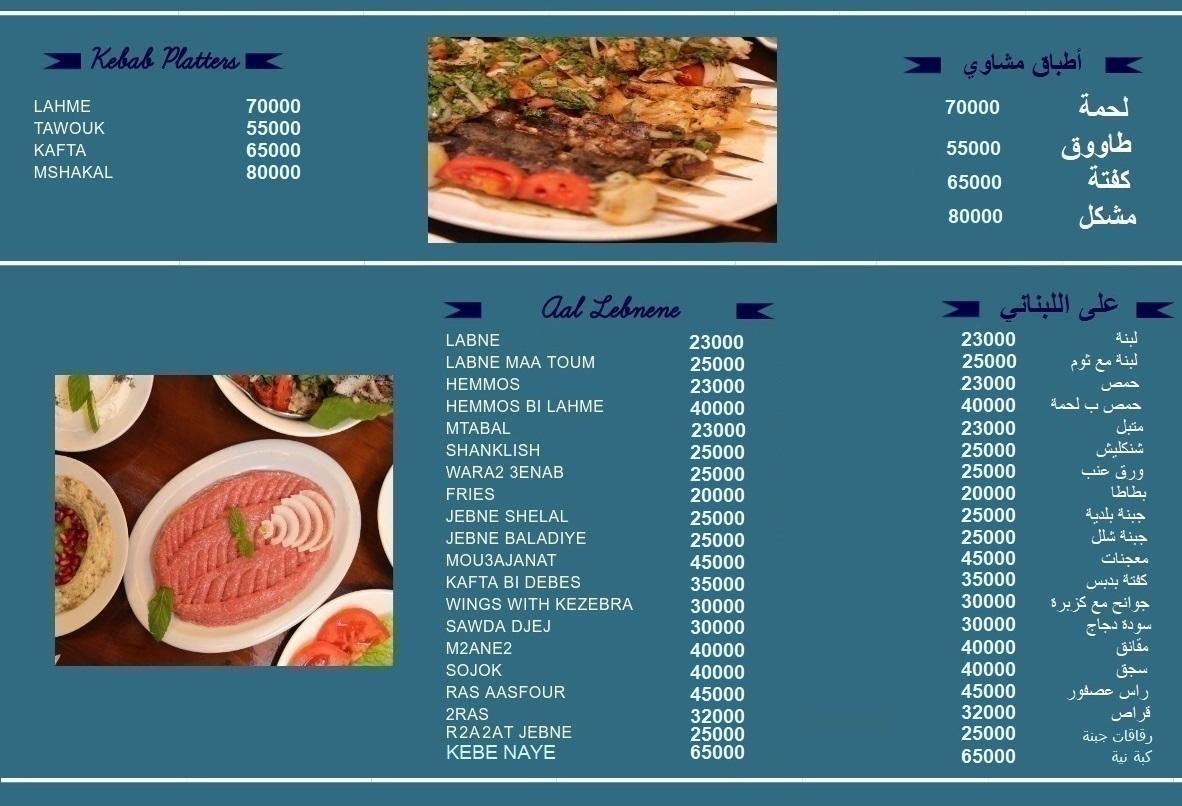 Kebab Platters
LAHME 70000
TAWOUK 55000
KAFTA 65000
MSHAKAL 80000
أطباق مشاوي
لحمة 70000
طاووق 55000
كفتة 65000
مشكل 80000
Aal Lebnene
LABNE 23000
LABNE MAA TOUM 25000
HEMMOS 23000
HEMMOS BI LAHME 40000
MTABAL 23000
SHANKLISH 25000
WARA2 3ENAB 25000
FRIES 20000
JEBNE SHELAL 25000
JEBNE BALADIYE 25000
MOU3AJANAT 45000
KAFTA BI DEBES 35000
WINGS WITH KEZEBRA 30000
SAWDA DJEJ 30000
M2ANE2 40000
SOJOK 40000
RAS AASFOUR 45000
2RAS 32000
R2A2AT JEBNE 25000
KEBE NAYE 65000
على اللبناني
لبنة 23000
لبنة مع ثوم 25000
حمص 23000
حمص ب لحمة 40000
متبل 23000
شنكليش 25000
ورق عنب 25000
بطاطا 20000
جبنة بلدية 25000
جبنة شلل 25000
معجنات 45000
كفتة بدبس 35000
جوانح مع كزبرة 30000
سودة دجاج 30000
مقانق 40000
سجق 40000
راس عصفور 45000
قراص 32000
رقاقات جبنة 25000
كبة نية 65000